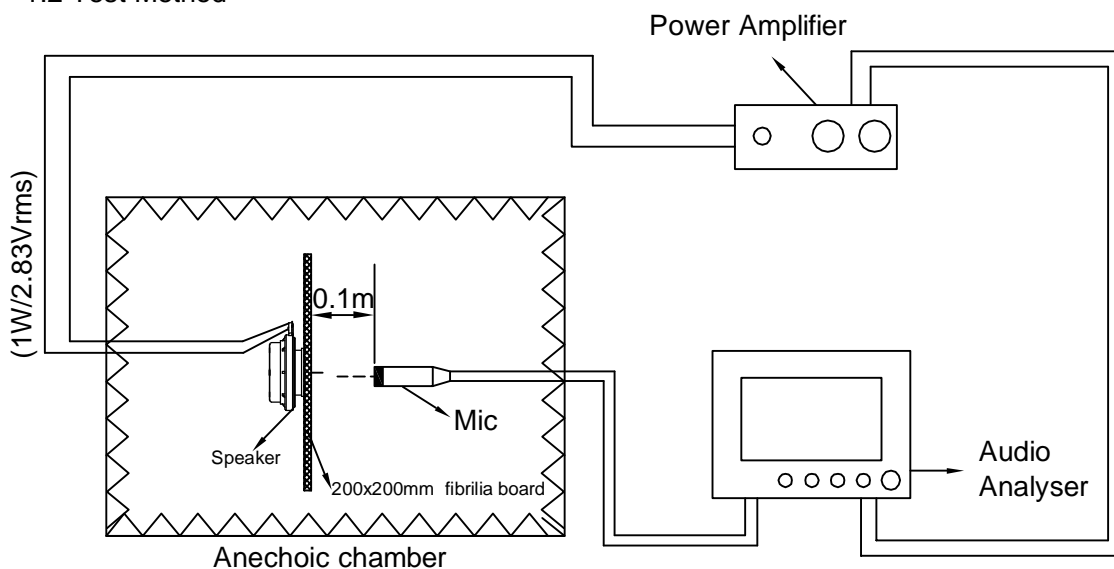 Power Amplifier
(1W/2.83Vrms)
0.1m
Mic
Speaker
200x200mm fibrilia board
Audio
Analyser
Anechoic chamber